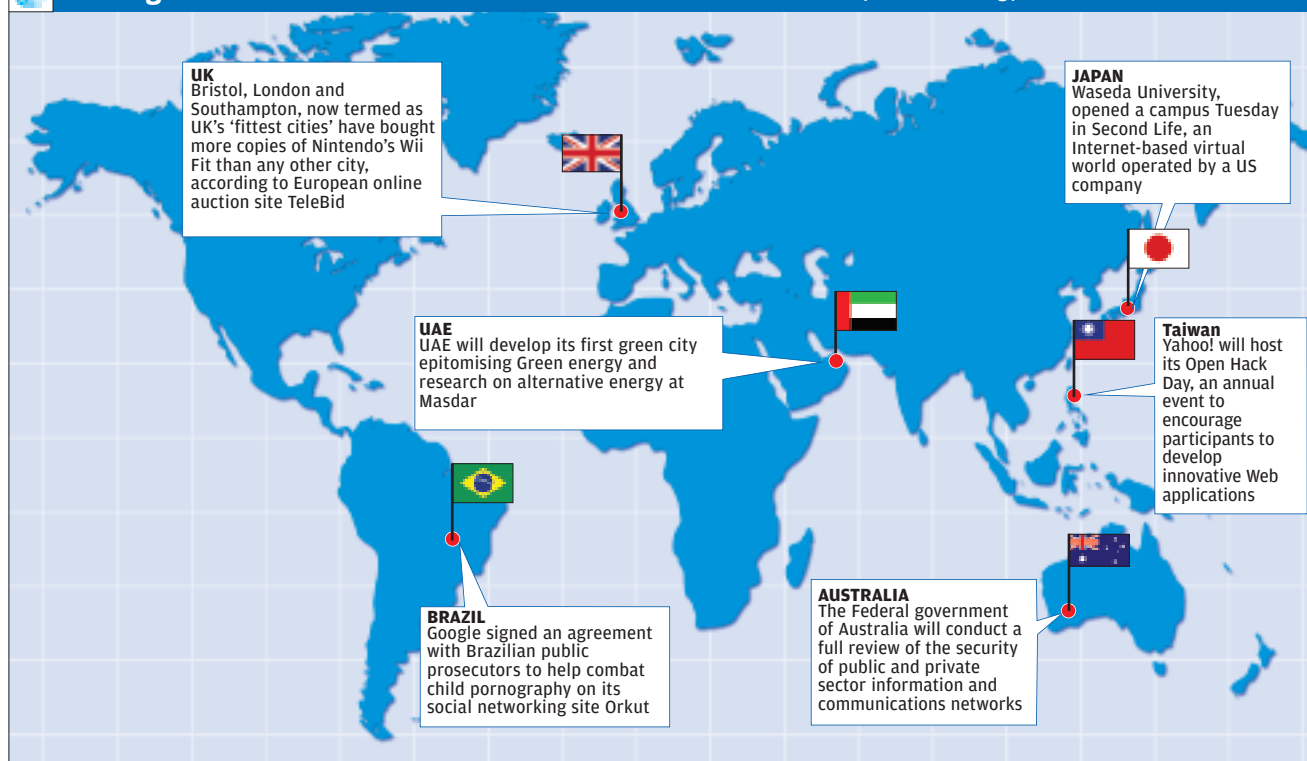 UK
Bristol, London and
Southampton, now termed as
UK's 'fittest cities' have bought
more copies of Nintendo's Wii
Fit than any other city,
according to European online
auction site TeleBid
JAPAN
Waseda University,
opened a campus Tuesday
in Second Life, an
Internet-based virtual
world operated by a US
company
UAE
UAE will develop its first green city
epitomising Green energy and
research on alternative energy at
Masdar
Taiwan
Yahoo! will host
its Open Hack
Day, an annual
event to
encourage
participants to
develop
innovative Web
applications
BRAZIL
Google signed an agreement
with Brazilian public
prosecutors to help combat
child pornography on its
social networking site Orkut
AUSTRALIA
The Federal government
of Australia will conduct a
full review of the security
of public and private
sector information and
communications networks